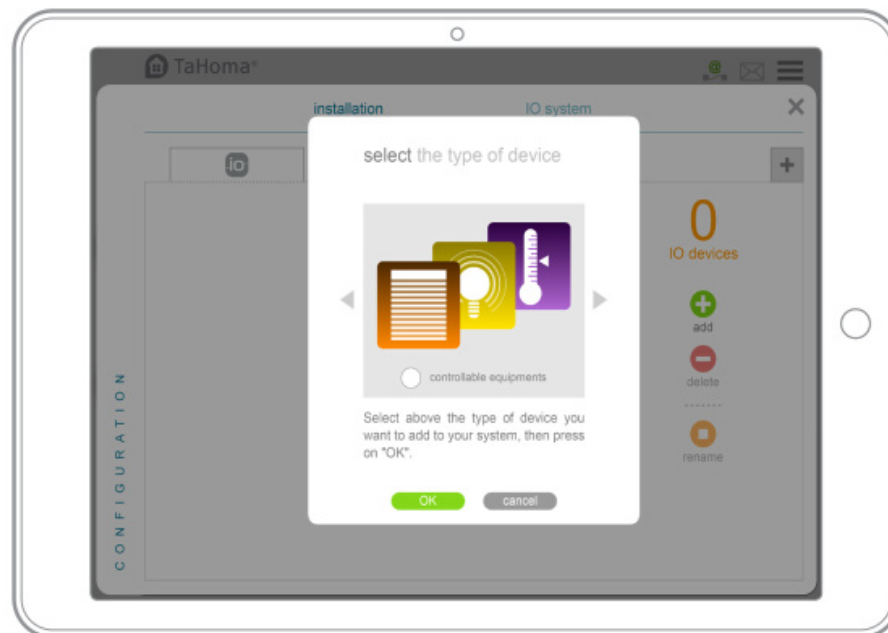 TaHoma®
@
installation
IO system
io
select the type of device
controllable equipments
Select above the type of device you
want to add to your system, then press
on "OK".
OK
cancel
0
IO devices
add
delete
rename
CONFIGURATION